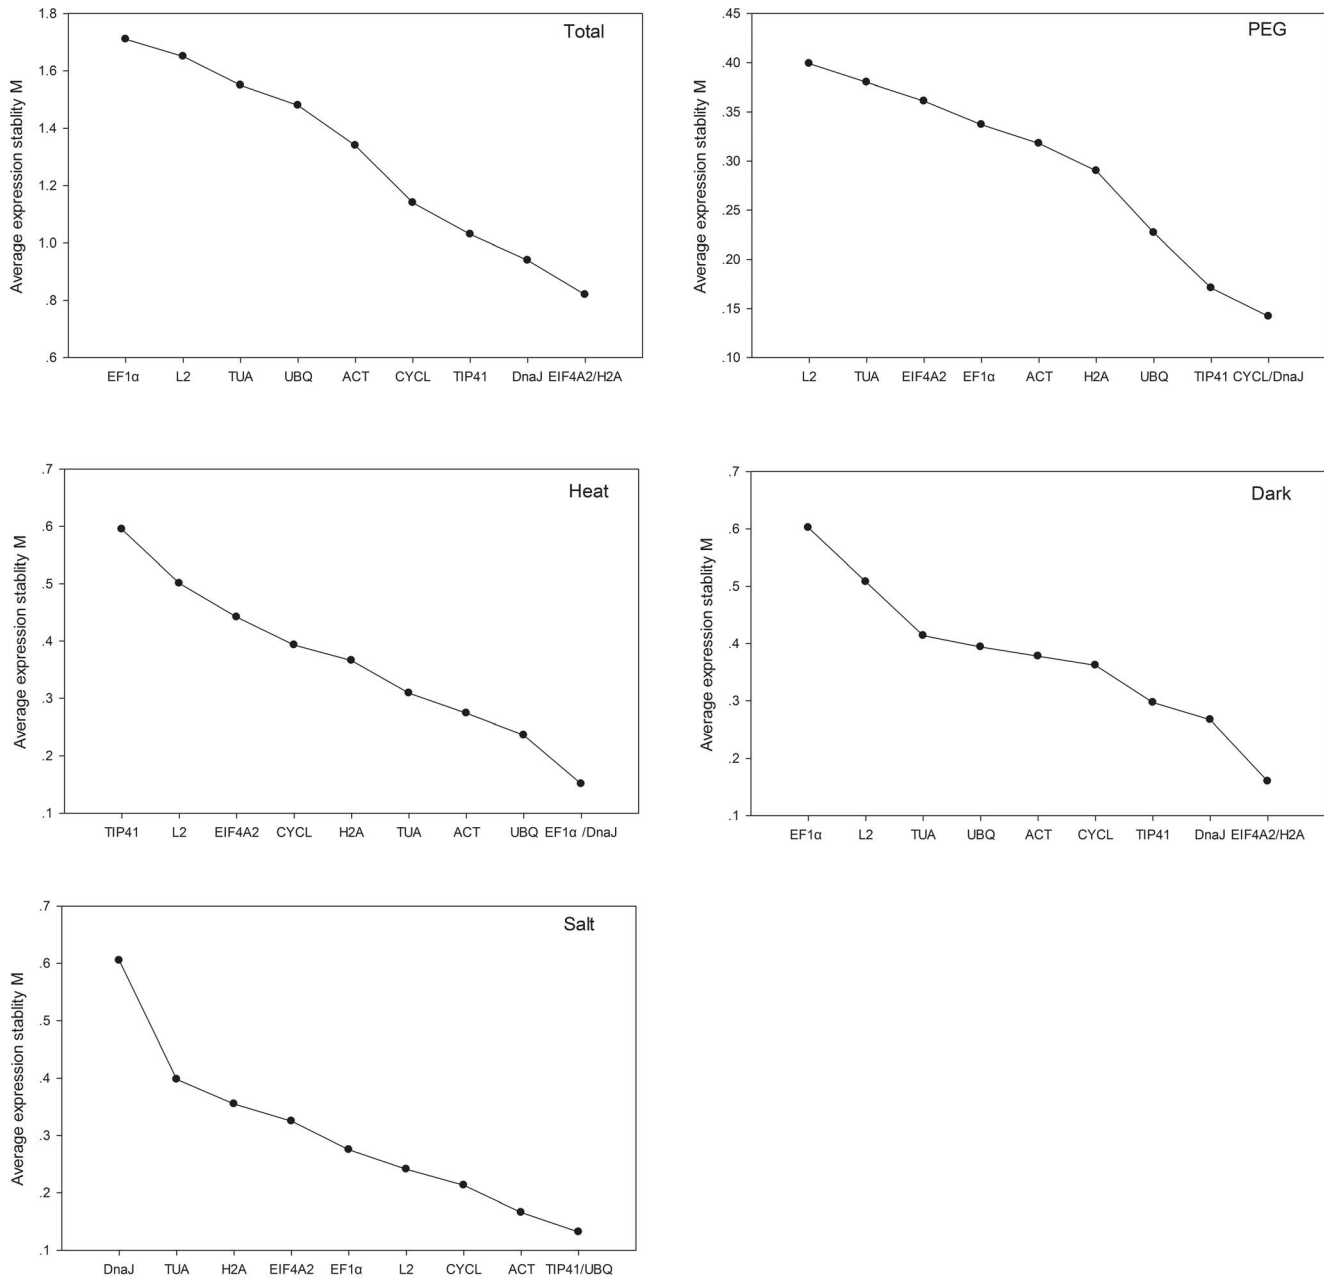 Total
Average expression stablity M
1.8
1.6
1.4
1.2
1.0
.8
.6
EF1α L2 TUA UBQ ACT CYCL TIP41 DnaJ EIF4A2/H2A
PEG
Average expression stablity M
.45
.40
.35
.30
.25
.20
.15
.10
L2 TUA EIF4A2 EF1α ACT H2A UBQ TIP41 CYCL/DnaJ
Heat
Average expression stablity M
.7
.6
.5
.4
.3
.2
.1
TIP41 L2 EIF4A2 CYCL H2A TUA ACT UBQ EF1α /DnaJ
Dark
Average expression stablity M
.7
.6
.5
.4
.3
.2
.1
EF1α L2 TUA UBQ ACT CYCL TIP41 DnaJ EIF4A2/H2A
Salt
Average expression stablity M
.7
.6
.5
.4
.3
.2
.1
DnaJ TUA H2A EIF4A2 EF1α L2 CYCL ACT TIP41/UBQ